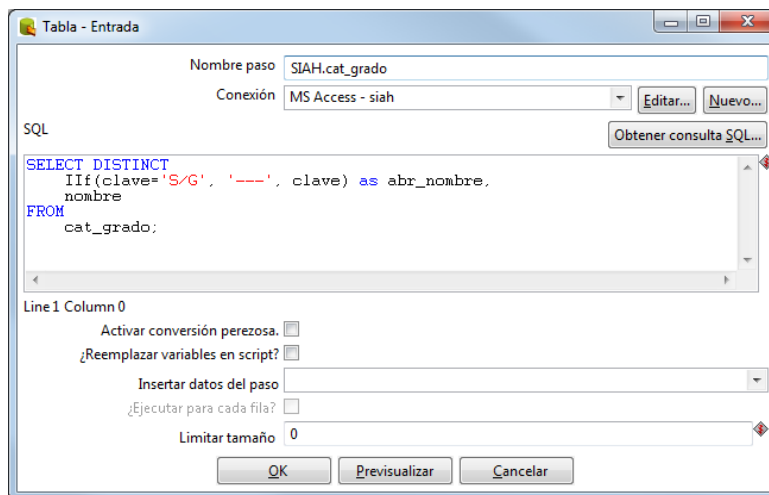 Tabla - Entrada
Nombre paso SIAH.cat_grado
Conexión MS Access - siah Editar... Nuevo...
SQL Obtener consulta SQL...
SELECT DISTINCT
IIf(clave='S/G', '---', clave) as abr_nombre,
nombre
FROM
cat_grado;
Line 1 Column 0
Activar conversión perezosa.
¿Reemplazar variables en script?
Insertar datos del paso
¿Ejecutar para cada fila?
Limitar tamaño 0
OK Previsualizar Cancelar